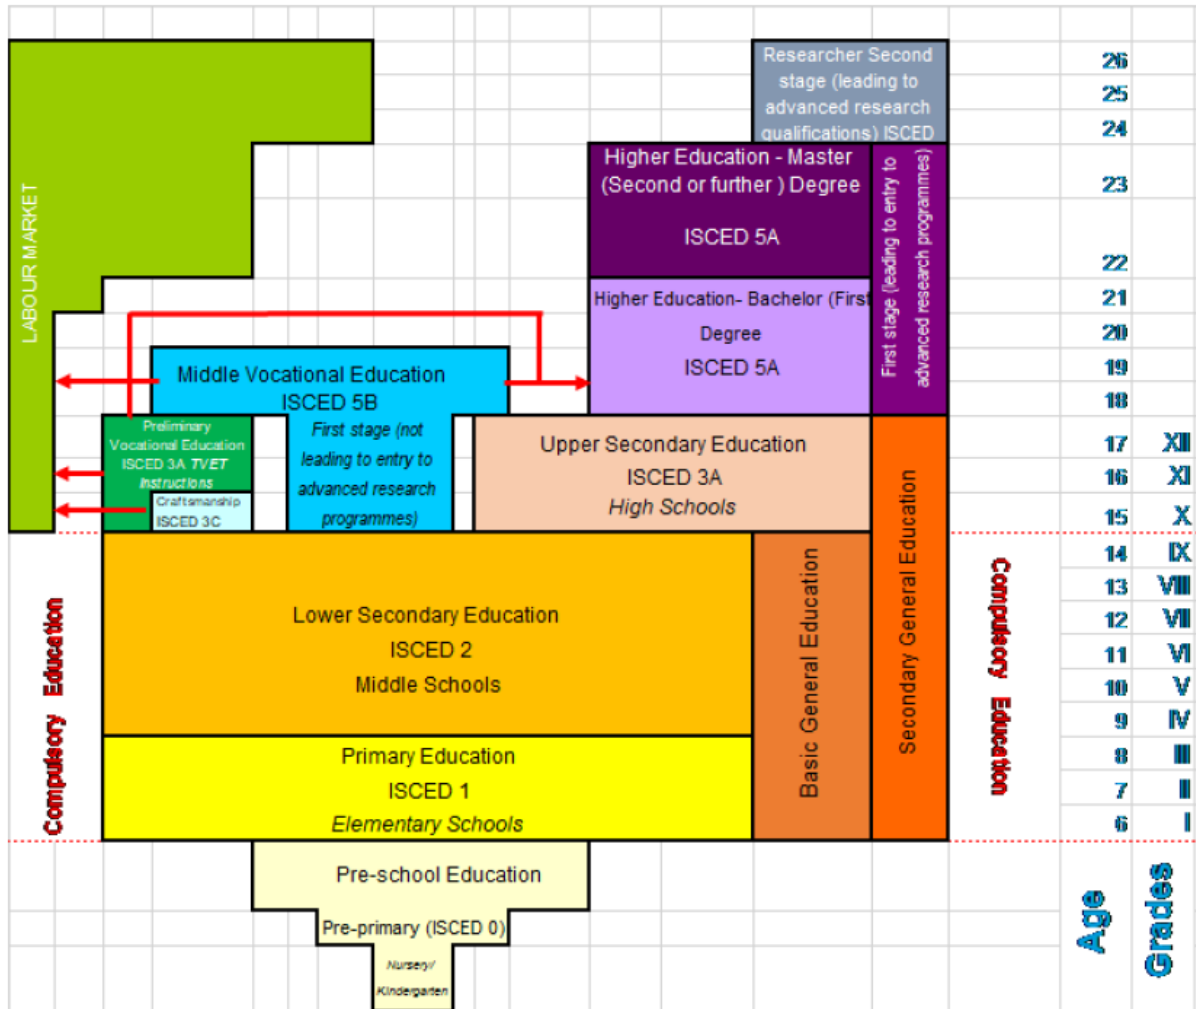 Researcher Second
stage (leading to
advanced research
qualifications) ISCED
Higher Education - Master
(Second or further ) Degree
ISCED 5A
First stage (leading to entry to
advanced research programmes)
LABOUR MARKET
Higher Education- Bachelor (First
Degree
ISCED 5A
Middle Vocational Education
ISCED 5B
First stage (not
leading to entry to
advanced research
programmes)
Preliminary
Vocational Education
ISCED 3A TVET
Instructions
Craftsmanship
ISCED 3C
Upper Secondary Education
ISCED 3A
High Schools
Secondary General Education
Lower Secondary Education
ISCED 2
Middle Schools
Basic General Education
Primary Education
ISCED 1
Elementary Schools
Compulsory Education
Compulsory Education
Pre-school Education
Pre-primary (ISCED 0)
Nursery/
Kindergarten
26
25
24
23
22
21
20
19
18
17 XII
16 XI
15 X
14 IX
13 VIII
12 VII
11 VI
10 V
9 IV
8 III
7 II
6 I
Age
Grades